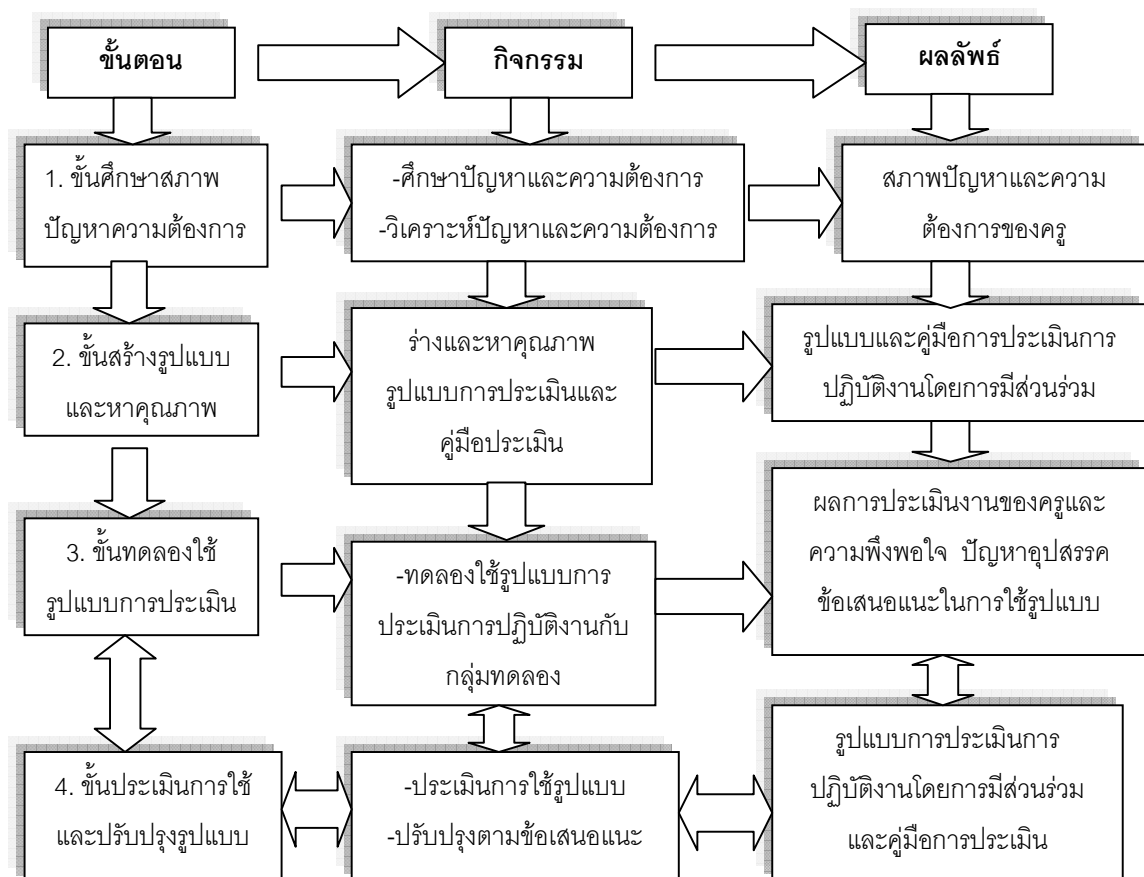 ขั้นตอน
กิจกรรม
ผลลัพธ์
1. ขั้นศึกษาสภาพ
ปัญหาความต้องการ
-ศึกษาปัญหาและความต้องการ
-วิเคราะห์ปัญหาและความต้องการ
สภาพปัญหาและความ
ต้องการของครู
2. ขั้นสร้างรูปแบบ
และหาคุณภาพ
ร่างและหาคุณภาพ
รูปแบบการประเมินและ
คู่มือประเมิน
รูปแบบและคู่มือการประเมินการ
ปฏิบัติงานโดยการมีส่วนร่วม
3. ขั้นทดลองใช้
รูปแบบการประเมิน
-ทดลองใช้รูปแบบการ
ประเมินการปฏิบัติงานกับ
กลุ่มทดลอง
ผลการประเมินงานของครูและ
ความพึงพอใจ ปัญหาอุปสรรค
ข้อเสนอแนะในการใช้รูปแบบ
4. ขั้นประเมินการใช้
และปรับปรุงรูปแบบ
-ประเมินการใช้รูปแบบ
-ปรับปรุงตามข้อเสนอแนะ
รูปแบบการประเมินการ
ปฏิบัติงานโดยการมีส่วนร่วม
และคู่มือการประเมิน